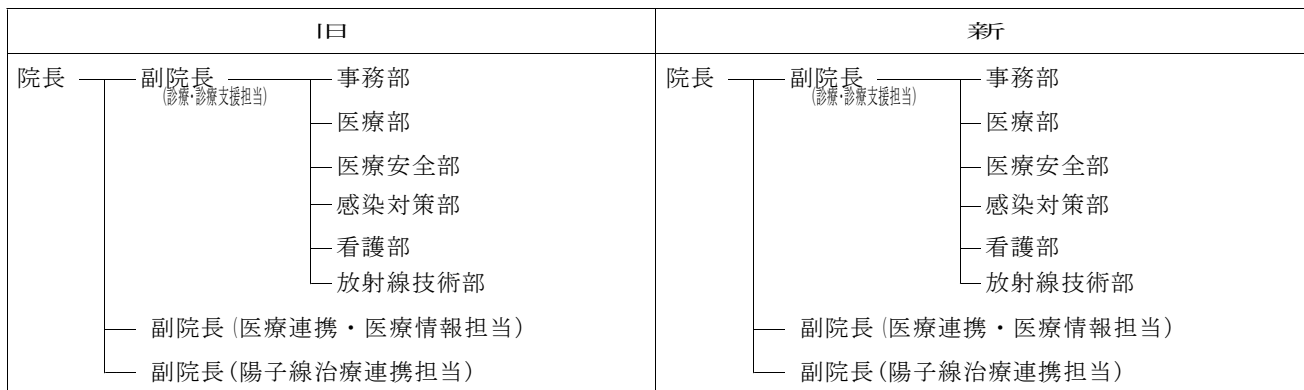 旧
院長 副院長 事務部
(診療・診療支援担当)
医療部
医療安全部
感染対策部
看護部
放射線技術部
副院長(医療連携・医療情報担当)
副院長(陽子線治療連携担当)
新
院長 副院長 事務部
(診療・診療支援担当)
医療部
医療安全部
感染対策部
看護部
放射線技術部
副院長(医療連携・医療情報担当)
副院長(陽子線治療連携担当)